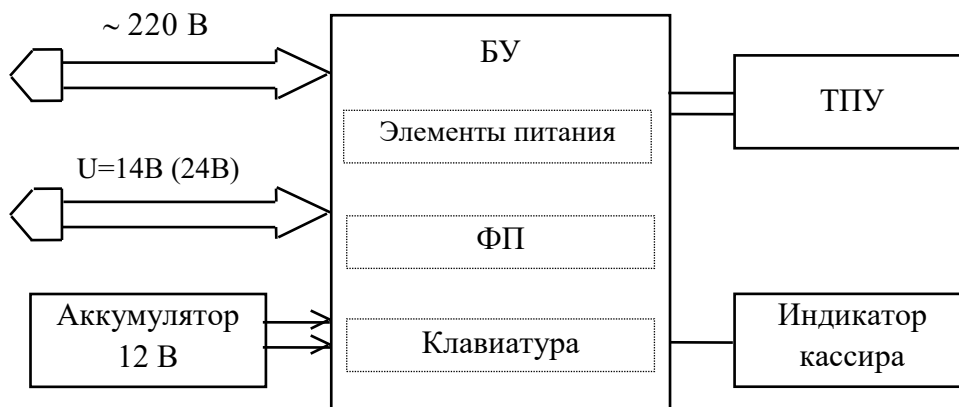 ~ 220 В
БУ
ТПУ
Элементы питания
U=14В (24В)
ФП
Аккумулятор
12 В
Клавиатура
Индикатор
кассира